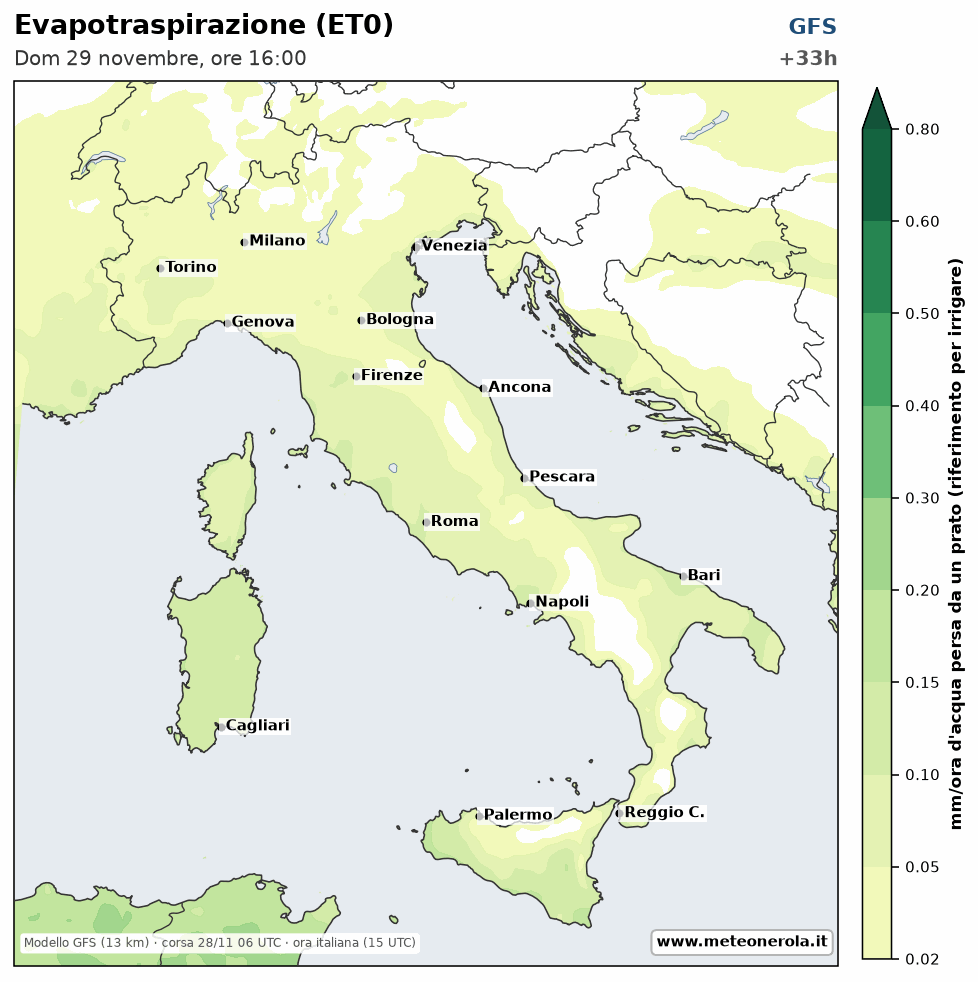 Evapotraspirazione (ET0)
GFS
Dom 29 novembre, ore 16:00
+33h
Milano
Venezia
Torino
Genova
Bologna
Firenze
Ancona
Pescara
Roma
Bari
Napoli
Cagliari
Palermo
Reggio C.
0.80
0.60
0.50
0.40
0.30
0.20
0.15
0.10
0.05
0.02
mm/ora d'acqua persa da un prato (riferimento per irrigare)
Modello GFS (13 km) · corsa 28/11 06 UTC · ora italiana (15 UTC)
www.meteonerola.it